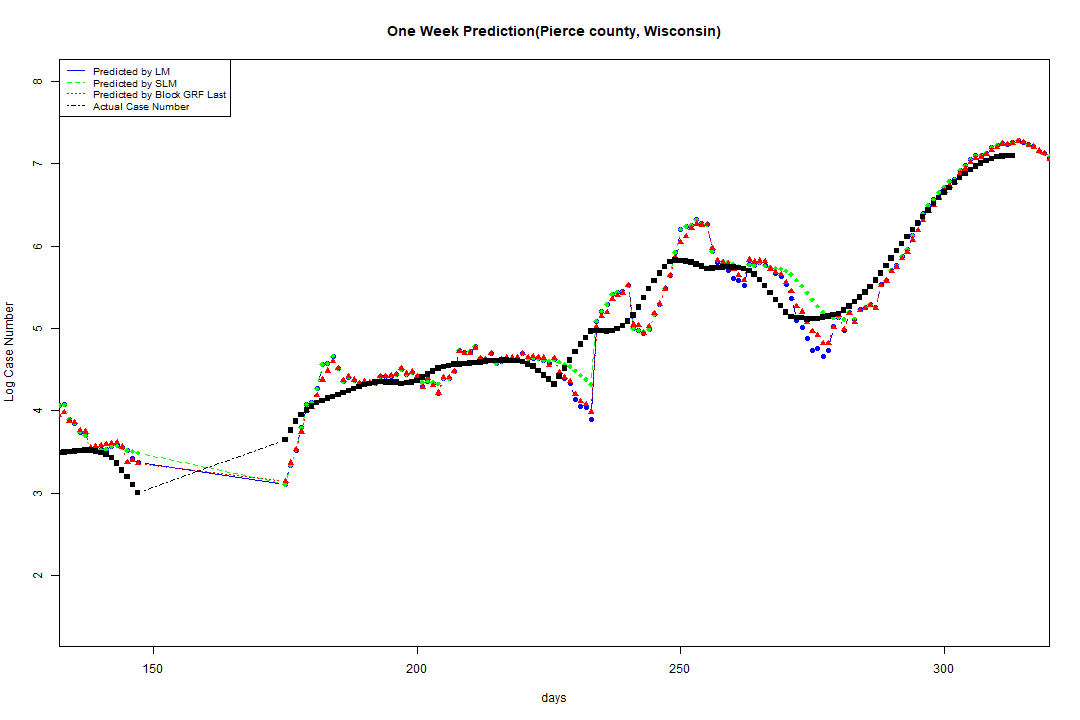 One Week Prediction(Pierce county, Wisconsin)
Predicted by LM
Predicted by SLM
Predicted by Block GRF Last
Actual Case Number
8
7
6
5
4
3
2
Log Case Number
150
200
250
300
days